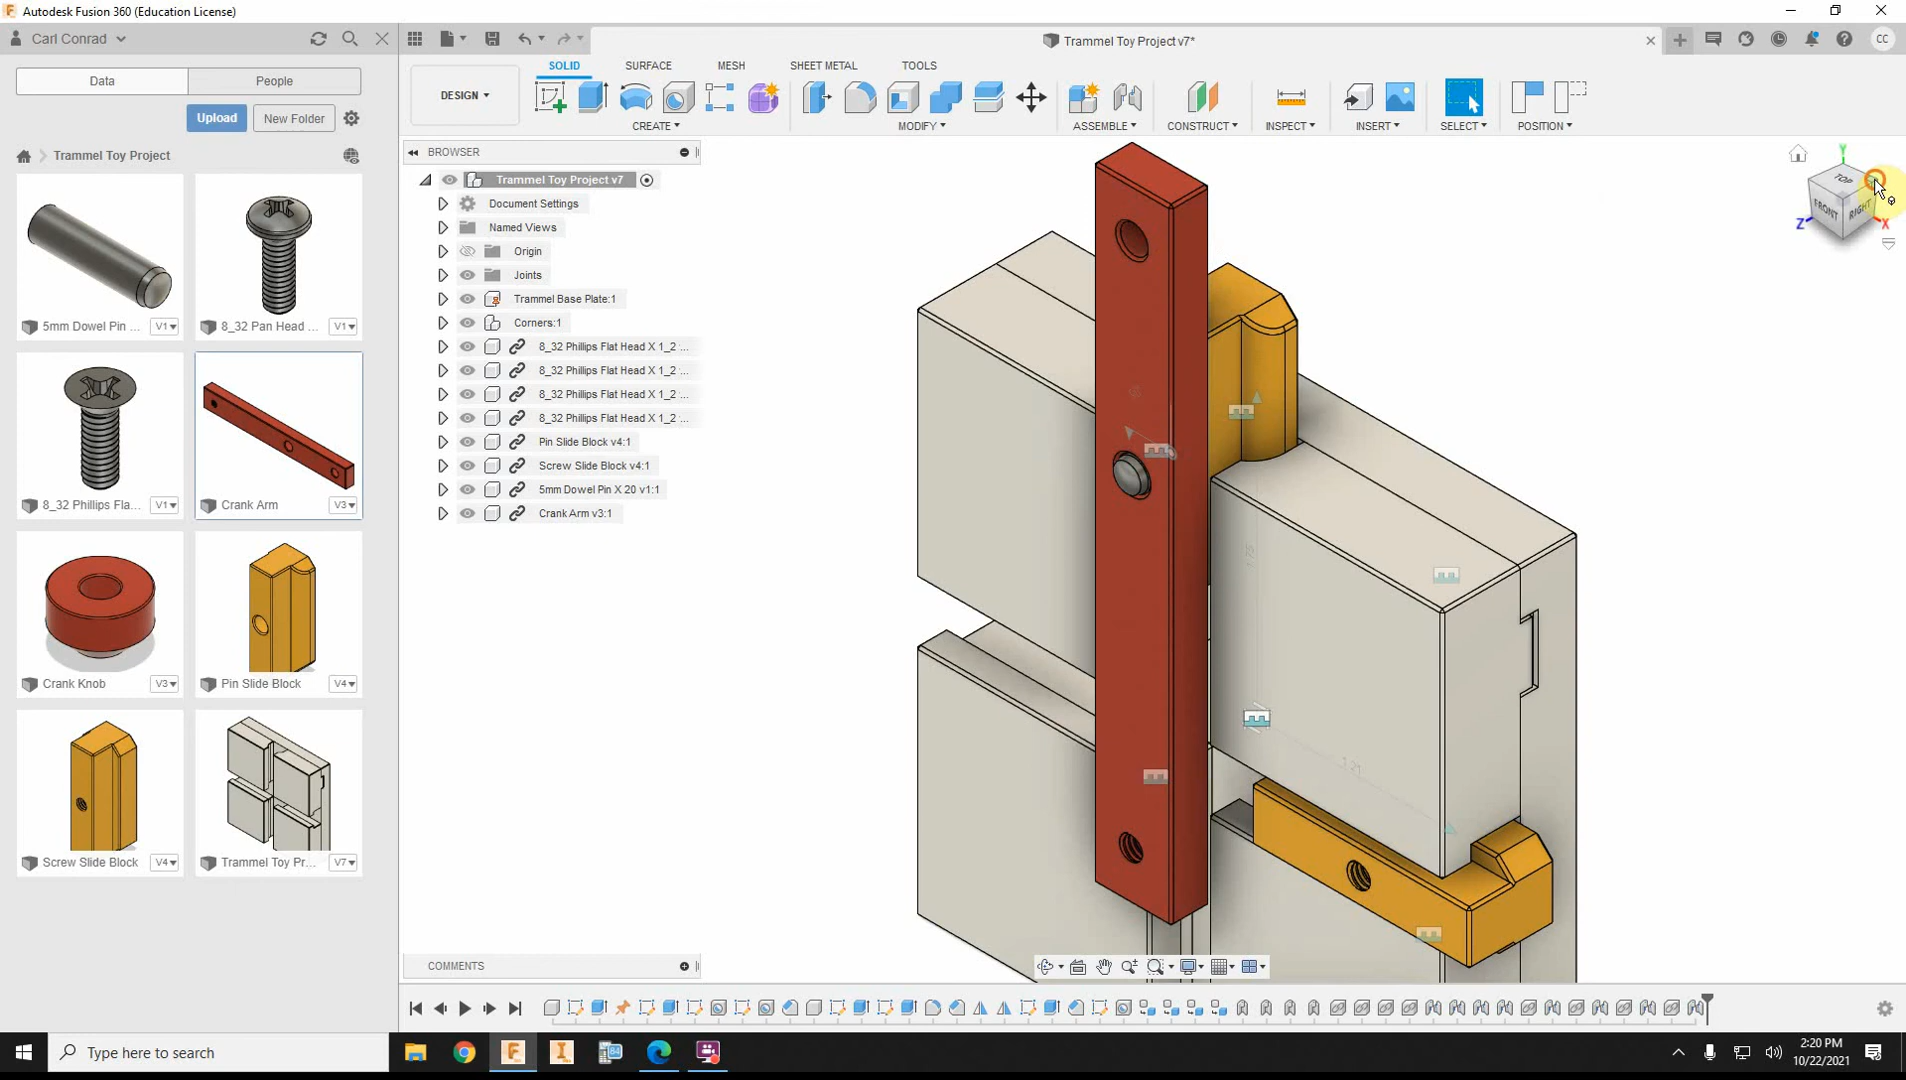 Autodesk Fusion 360 (Education License)
Carl Conrad
Trammel Toy Project v7*
CC
Data
People
Upload
New Folder
Trammel Toy Project
5mm Dowel Pin ...
V1
8_32 Pan Head ...
V1
8_32 Phillips Fla...
V1
Crank Arm
V3
Crank Knob
V3
Pin Slide Block
V4
Screw Slide Block
V4
Trammel Toy Pr...
V7
SOLID
SURFACE
MESH
SHEET METAL
TOOLS
DESIGN
CREATE
MODIFY
ASSEMBLE
CONSTRUCT
INSPECT
INSERT
SELECT
POSITION
BROWSER
Trammel Toy Project v7
Document Settings
Named Views
Origin
Joints
Trammel Base Plate:1
Corners:1
8_32 Phillips Flat Head X 1_2 ...
8_32 Phillips Flat Head X 1_2 ...
8_32 Phillips Flat Head X 1_2 ...
8_32 Phillips Flat Head X 1_2 ...
Pin Slide Block v4:1
Screw Slide Block v4:1
5mm Dowel Pin X 20 v1:1
Crank Arm v3:1
Y
TOP
FRONT
RIGHT
Z
X
COMMENTS
Type here to search
2:20 PM
10/22/2021